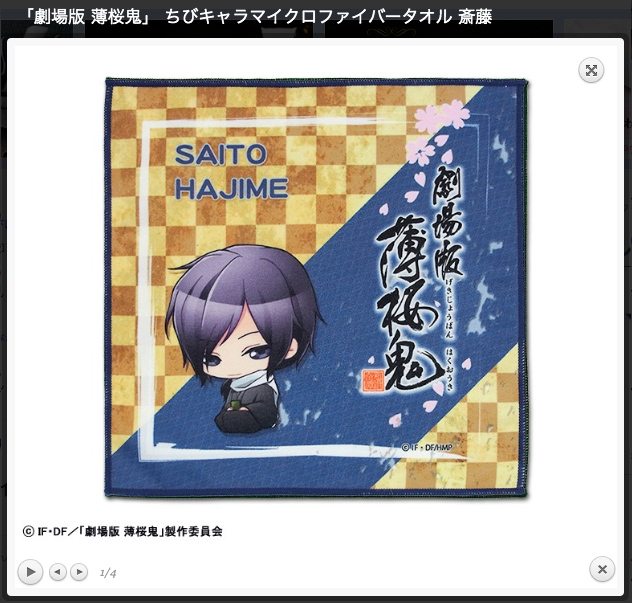 「劇場版 薄桜鬼」 ちびキャラマイクロファイバータオル 斎藤
SAITO
HAJIME
劇場版
げきじょうばん
薄桜鬼
はくおうき
© IF・DF/HMP
© IF・DF／「劇場版 薄桜鬼」製作委員会
1/4